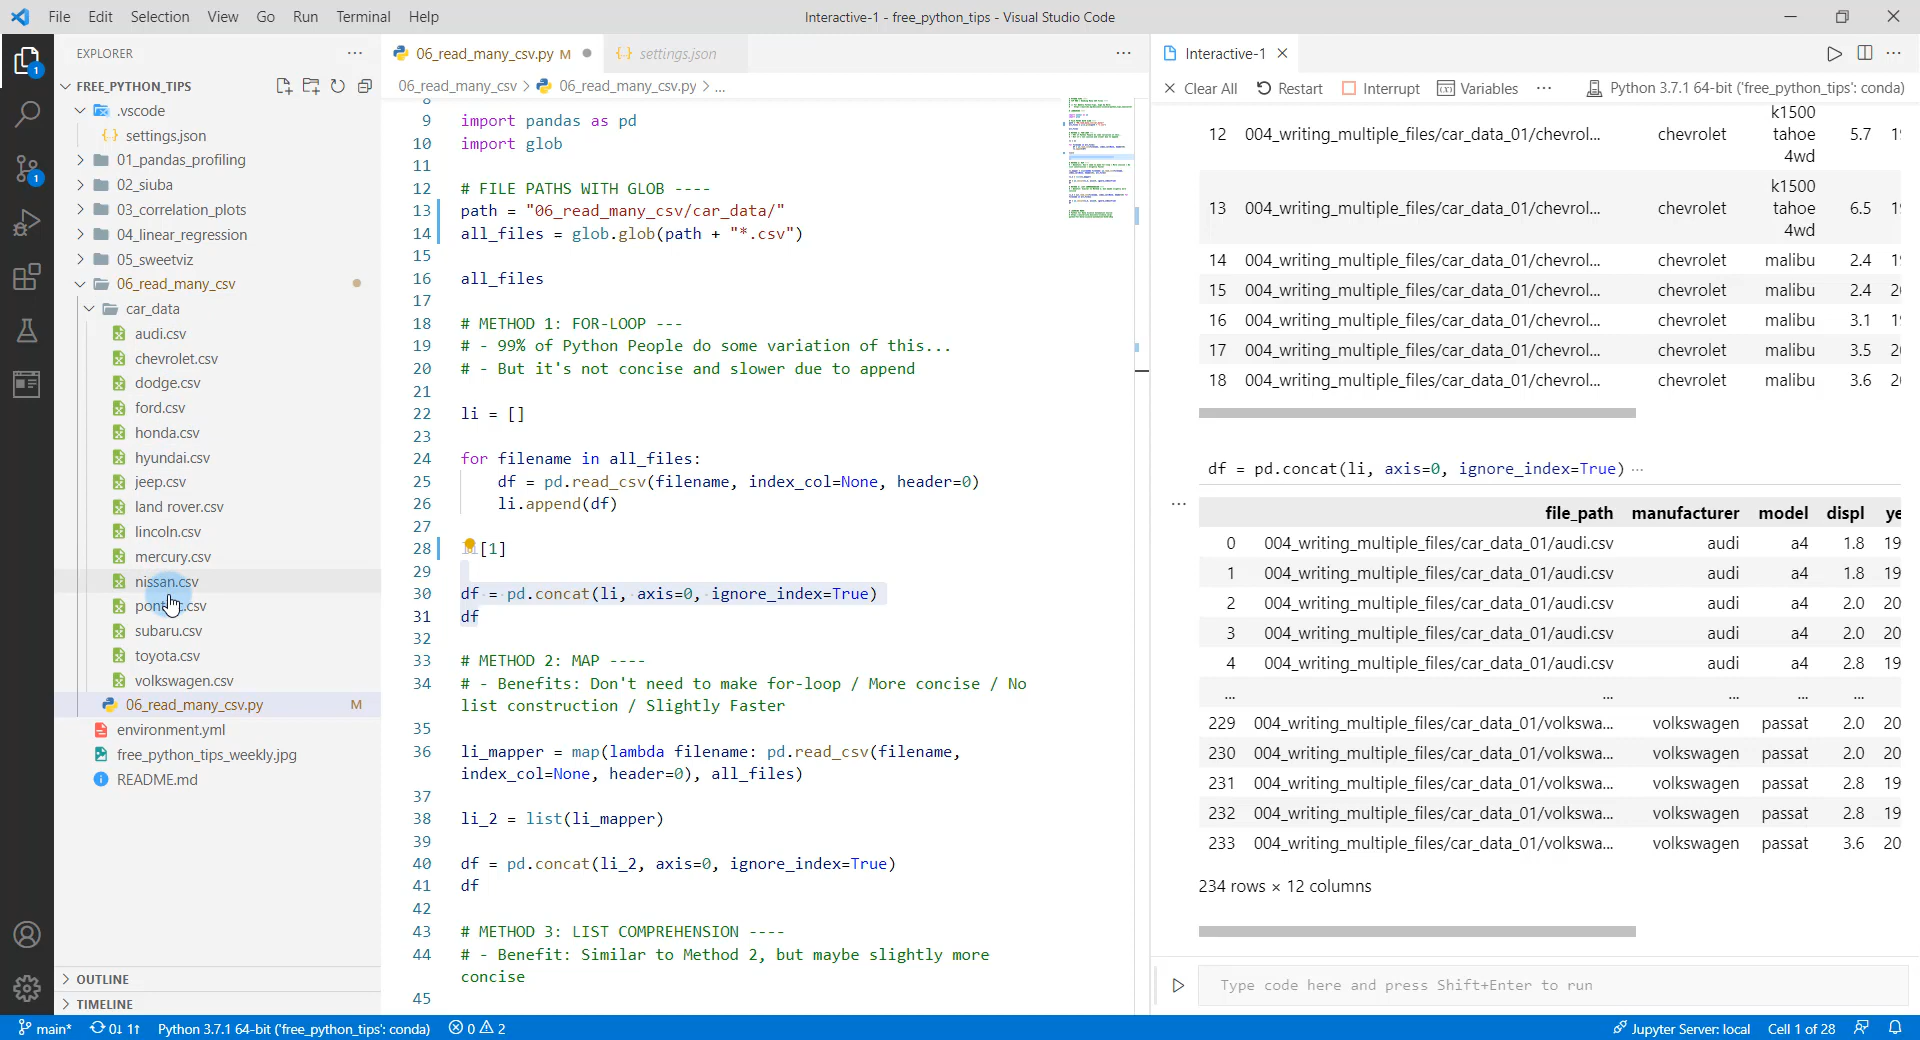 File Edit Selection View Go Run Terminal Help
Interactive-1 - free_python_tips - Visual Studio Code
EXPLORER
FREE_PYTHON_TIPS
.vscode
settings.json
01_pandas_profiling
02_siuba
03_correlation_plots
04_linear_regression
05_sweetviz
06_read_many_csv
car_data
audi.csv
chevrolet.csv
dodge.csv
ford.csv
honda.csv
hyundai.csv
jeep.csv
land rover.csv
lincoln.csv
mercury.csv
nissan.csv
subaru.csv
toyota.csv
volkswagen.csv
06_read_many_csv.py M
environment.yml
free_python_tips_weekly.jpg
README.md
OUTLINE
TIMELINE
06_read_many_csv.py M
settings.json
06_read_many_csv > 06_read_many_csv.py > ...
8
9 import pandas as pd
10 import glob
11
12 # FILE PATHS WITH GLOB ----
13 path = "06_read_many_csv/car_data/"
14 all_files = glob.glob(path + "*.csv")
15
16 all_files
17
18 # METHOD 1: FOR-LOOP ---
19 # - 99% of Python People do some variation of this...
20 # - But it's not concise and slower due to append
21
22 li = []
23
24 for filename in all_files:
25 df = pd.read_csv(filename, index_col=None, header=0)
26 li.append(df)
27
28 [1]
29
30 df = pd.concat(li, axis=0, ignore_index=True)
31 df
32
33 # METHOD 2: MAP ----
34 # - Benefits: Don't need to make for-loop / More concise / No
list construction / Slightly Faster
35
36 li_mapper = map(lambda filename: pd.read_csv(filename,
index_col=None, header=0), all_files)
37
38 li_2 = list(li_mapper)
39
40 df = pd.concat(li_2, axis=0, ignore_index=True)
41 df
42
43 # METHOD 3: LIST COMPREHENSION ----
44 # - Benefit: Similar to Method 2, but maybe slightly more
concise
45
Interactive-1
Clear All Restart Interrupt Variables ... Python 3.7.1 64-bit ('free_python_tips': conda)
12 004_writing_multiple_files/car_data_01/chevrol... chevrolet k1500 tahoe 4wd 5.7 1
13 004_writing_multiple_files/car_data_01/chevrol... chevrolet k1500 tahoe 4wd 6.5 1
14 004_writing_multiple_files/car_data_01/chevrol... chevrolet malibu 2.4 1
15 004_writing_multiple_files/car_data_01/chevrol... chevrolet malibu 2.4 2
16 004_writing_multiple_files/car_data_01/chevrol... chevrolet malibu 3.1 1
17 004_writing_multiple_files/car_data_01/chevrol... chevrolet malibu 3.5 2
18 004_writing_multiple_files/car_data_01/chevrol... chevrolet malibu 3.6 2
df = pd.concat(li, axis=0, ignore_index=True) ...
file_path manufacturer model displ ye
0 004_writing_multiple_files/car_data_01/audi.csv audi a4 1.8 19
1 004_writing_multiple_files/car_data_01/audi.csv audi a4 1.8 19
2 004_writing_multiple_files/car_data_01/audi.csv audi a4 2.0 20
3 004_writing_multiple_files/car_data_01/audi.csv audi a4 2.0 20
4 004_writing_multiple_files/car_data_01/audi.csv audi a4 2.8 19
... ... ... ... ...
229 004_writing_multiple_files/car_data_01/volkswa... volkswagen passat 2.0 20
230 004_writing_multiple_files/car_data_01/volkswa... volkswagen passat 2.0 20
231 004_writing_multiple_files/car_data_01/volkswa... volkswagen passat 2.8 19
232 004_writing_multiple_files/car_data_01/volkswa... volkswagen passat 2.8 19
233 004_writing_multiple_files/car_data_01/volkswa... volkswagen passat 3.6 20
234 rows × 12 columns
Type code here and press Shift+Enter to run
main* 0↓ 1↑ Python 3.7.1 64-bit ('free_python_tips': conda) 0 2
Jupyter Server: local Cell 1 of 28